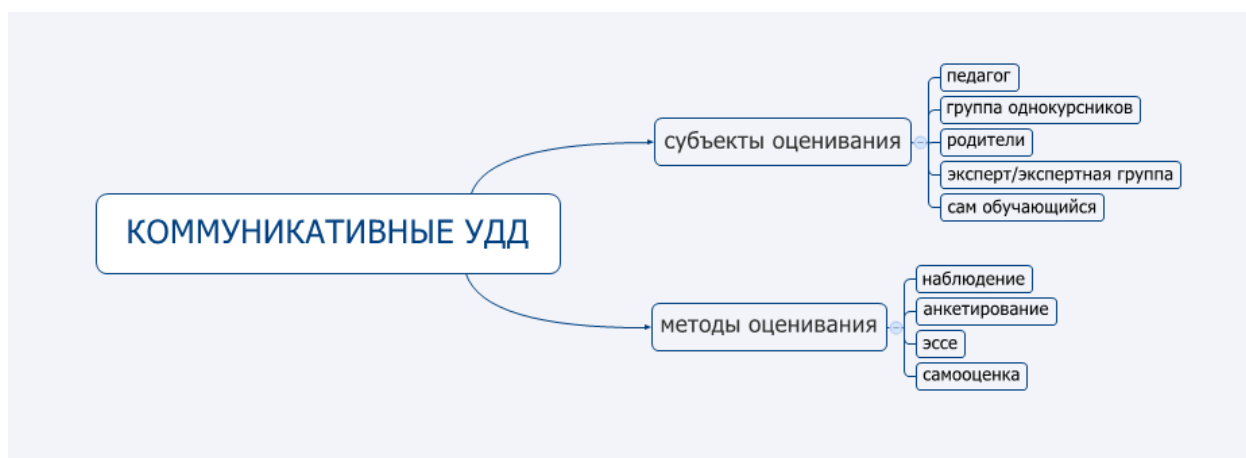 КОММУНИКАТИВНЫЕ УДД
субъекты оценивания
педагог
группа однокурсников
родители
эксперт/экспертная группа
сам обучающийся
методы оценивания
наблюдение
анкетирование
эссе
самооценка